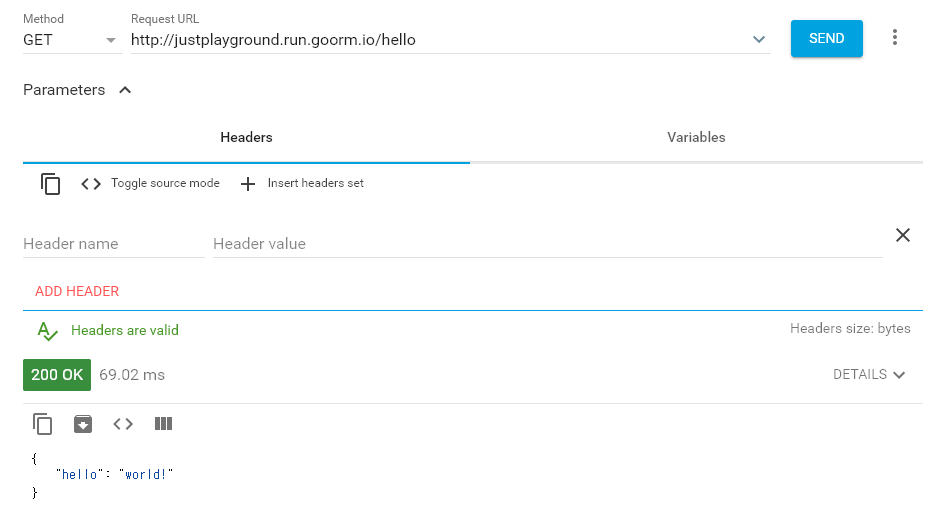 Method
Request URL
GET
http://justplayground.run.goorm.io/hello
SEND
Parameters
Headers
Variables
Toggle source mode
Insert headers set
Header name
Header value
ADD HEADER
Headers are valid
Headers size: bytes
200 OK
69.02 ms
DETAILS
{
"hello": "world!"
}